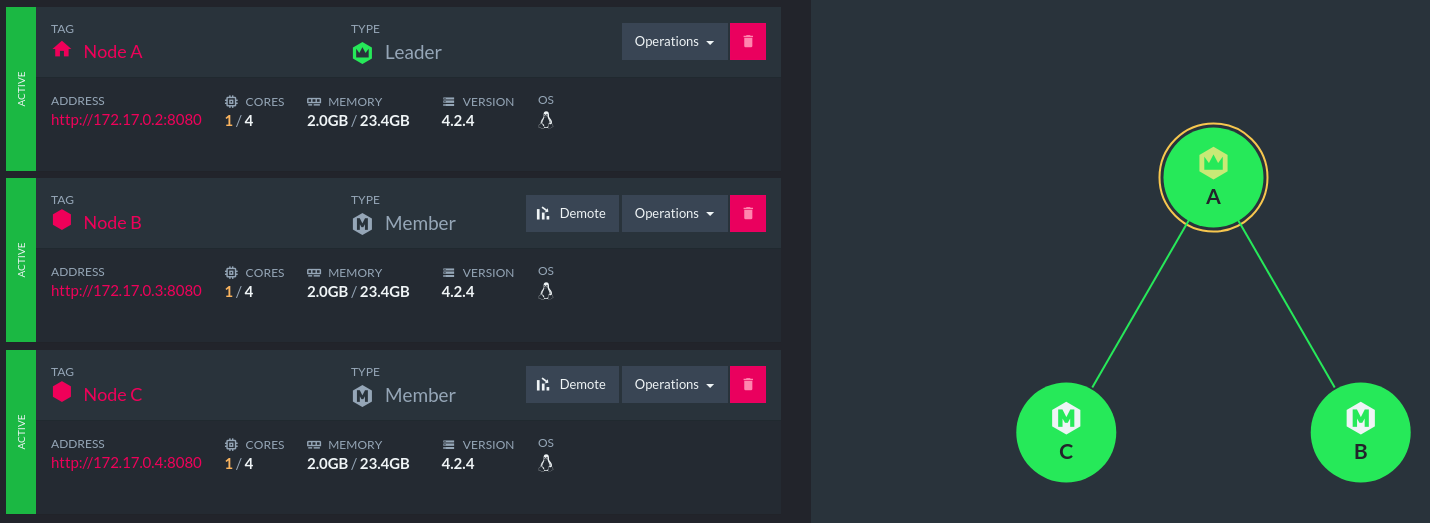 ACTIVE
TAG TYPE
Node A Leader Operations
ADDRESS CORES MEMORY VERSION OS
http://172.17.0.2:8080 1 / 4 2.0GB / 23.4GB 4.2.4
ACTIVE
TAG TYPE
Node B Member Demote Operations
ADDRESS CORES MEMORY VERSION OS
http://172.17.0.3:8080 1 / 4 2.0GB / 23.4GB 4.2.4
ACTIVE
TAG TYPE
Node C Member Demote Operations
ADDRESS CORES MEMORY VERSION OS
http://172.17.0.4:8080 1 / 4 2.0GB / 23.4GB 4.2.4
A
C B